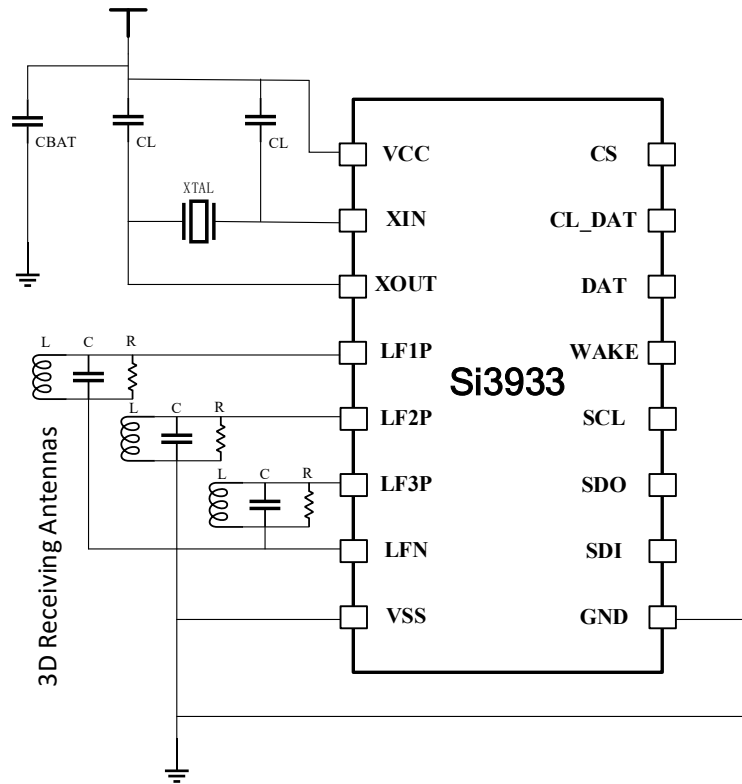 CBAT
CL
CL
XTAL
VCC
CS
XIN
CL_DAT
XOUT
DAT
L C R
LF1P
WAKE
Si3933
L C R
LF2P
SCL
L C R
LF3P
SDO
LFN
SDI
VSS
GND
3D Receiving Antennas